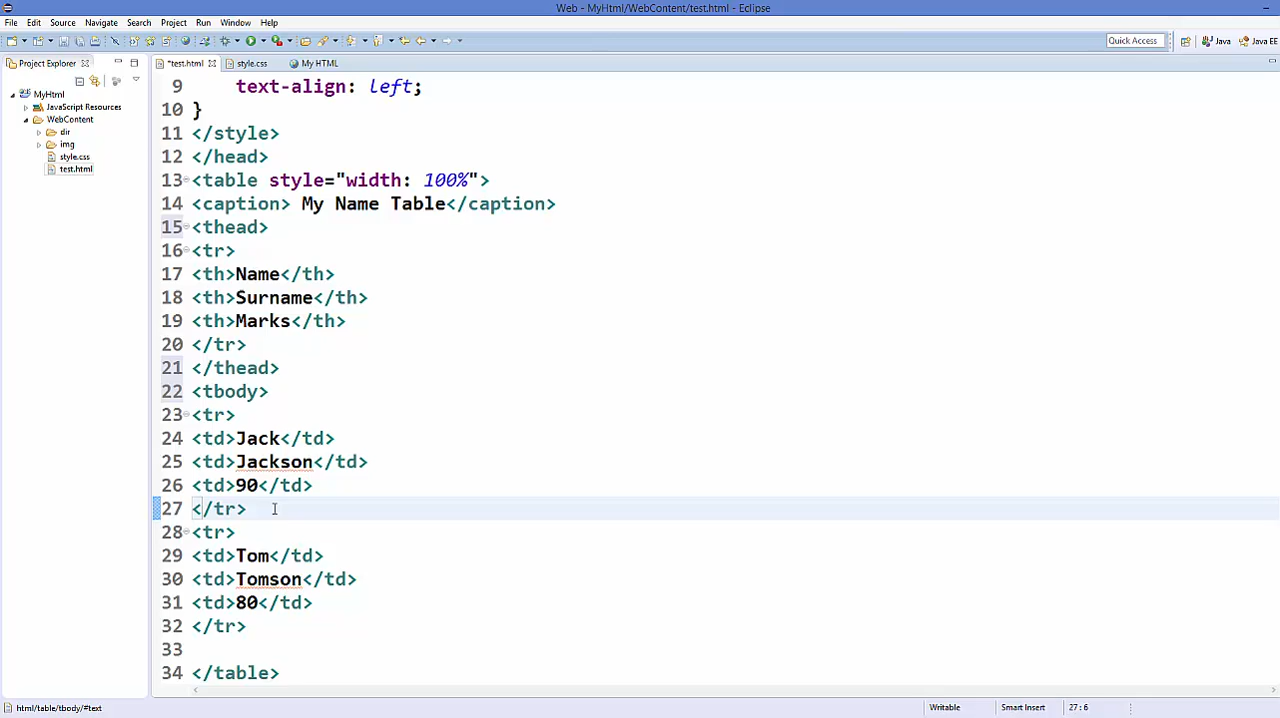 Web - MyHtml/WebContent/test.html - Eclipse
File Edit Source Navigate Search Project Run Window Help
Quick Access Java Java EE
Project Explorer *test.html style.css My HTML
MyHtml
JavaScript Resources
WebContent
dir
img
style.css
test.html
9 text-align: left;
10 }
11 </style>
12 </head>
13 <table style="width: 100%">
14 <caption> My Name Table</caption>
15 <thead>
16 <tr>
17 <th>Name</th>
18 <th>Surname</th>
19 <th>Marks</th>
20 </tr>
21 </thead>
22 <tbody>
23 <tr>
24 <td>Jack</td>
25 <td>Jackson</td>
26 <td>90</td>
27 </tr>
28 <tr>
29 <td>Tom</td>
30 <td>Tomson</td>
31 <td>80</td>
32 </tr>
33
34 </table>
html/table/tbody/#text Writable Smart Insert 27 : 6